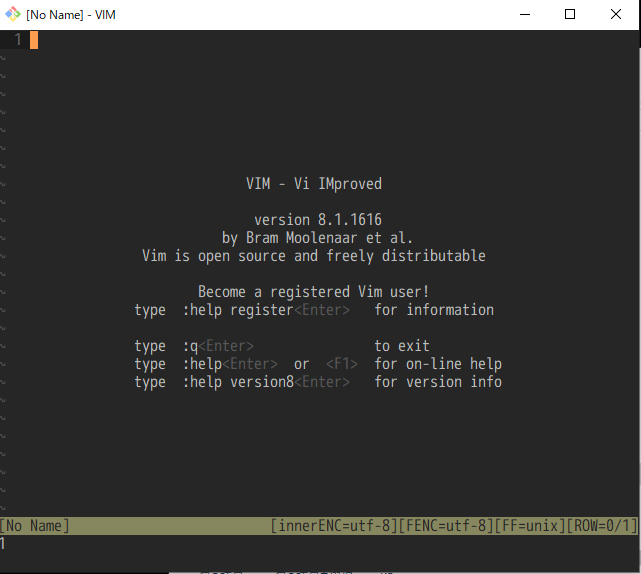 [No Name] - VIM
1
VIM - Vi IMproved
version 8.1.1616
by Bram Moolenaar et al.
Vim is open source and freely distributable
Become a registered Vim user!
type :help register<Enter> for information
type :q<Enter> to exit
type :help<Enter> or <F1> for on-line help
type :help version8<Enter> for version info
[No Name] [innerENC=utf-8][FENC=utf-8][FF=unix][ROW=0/1]
1